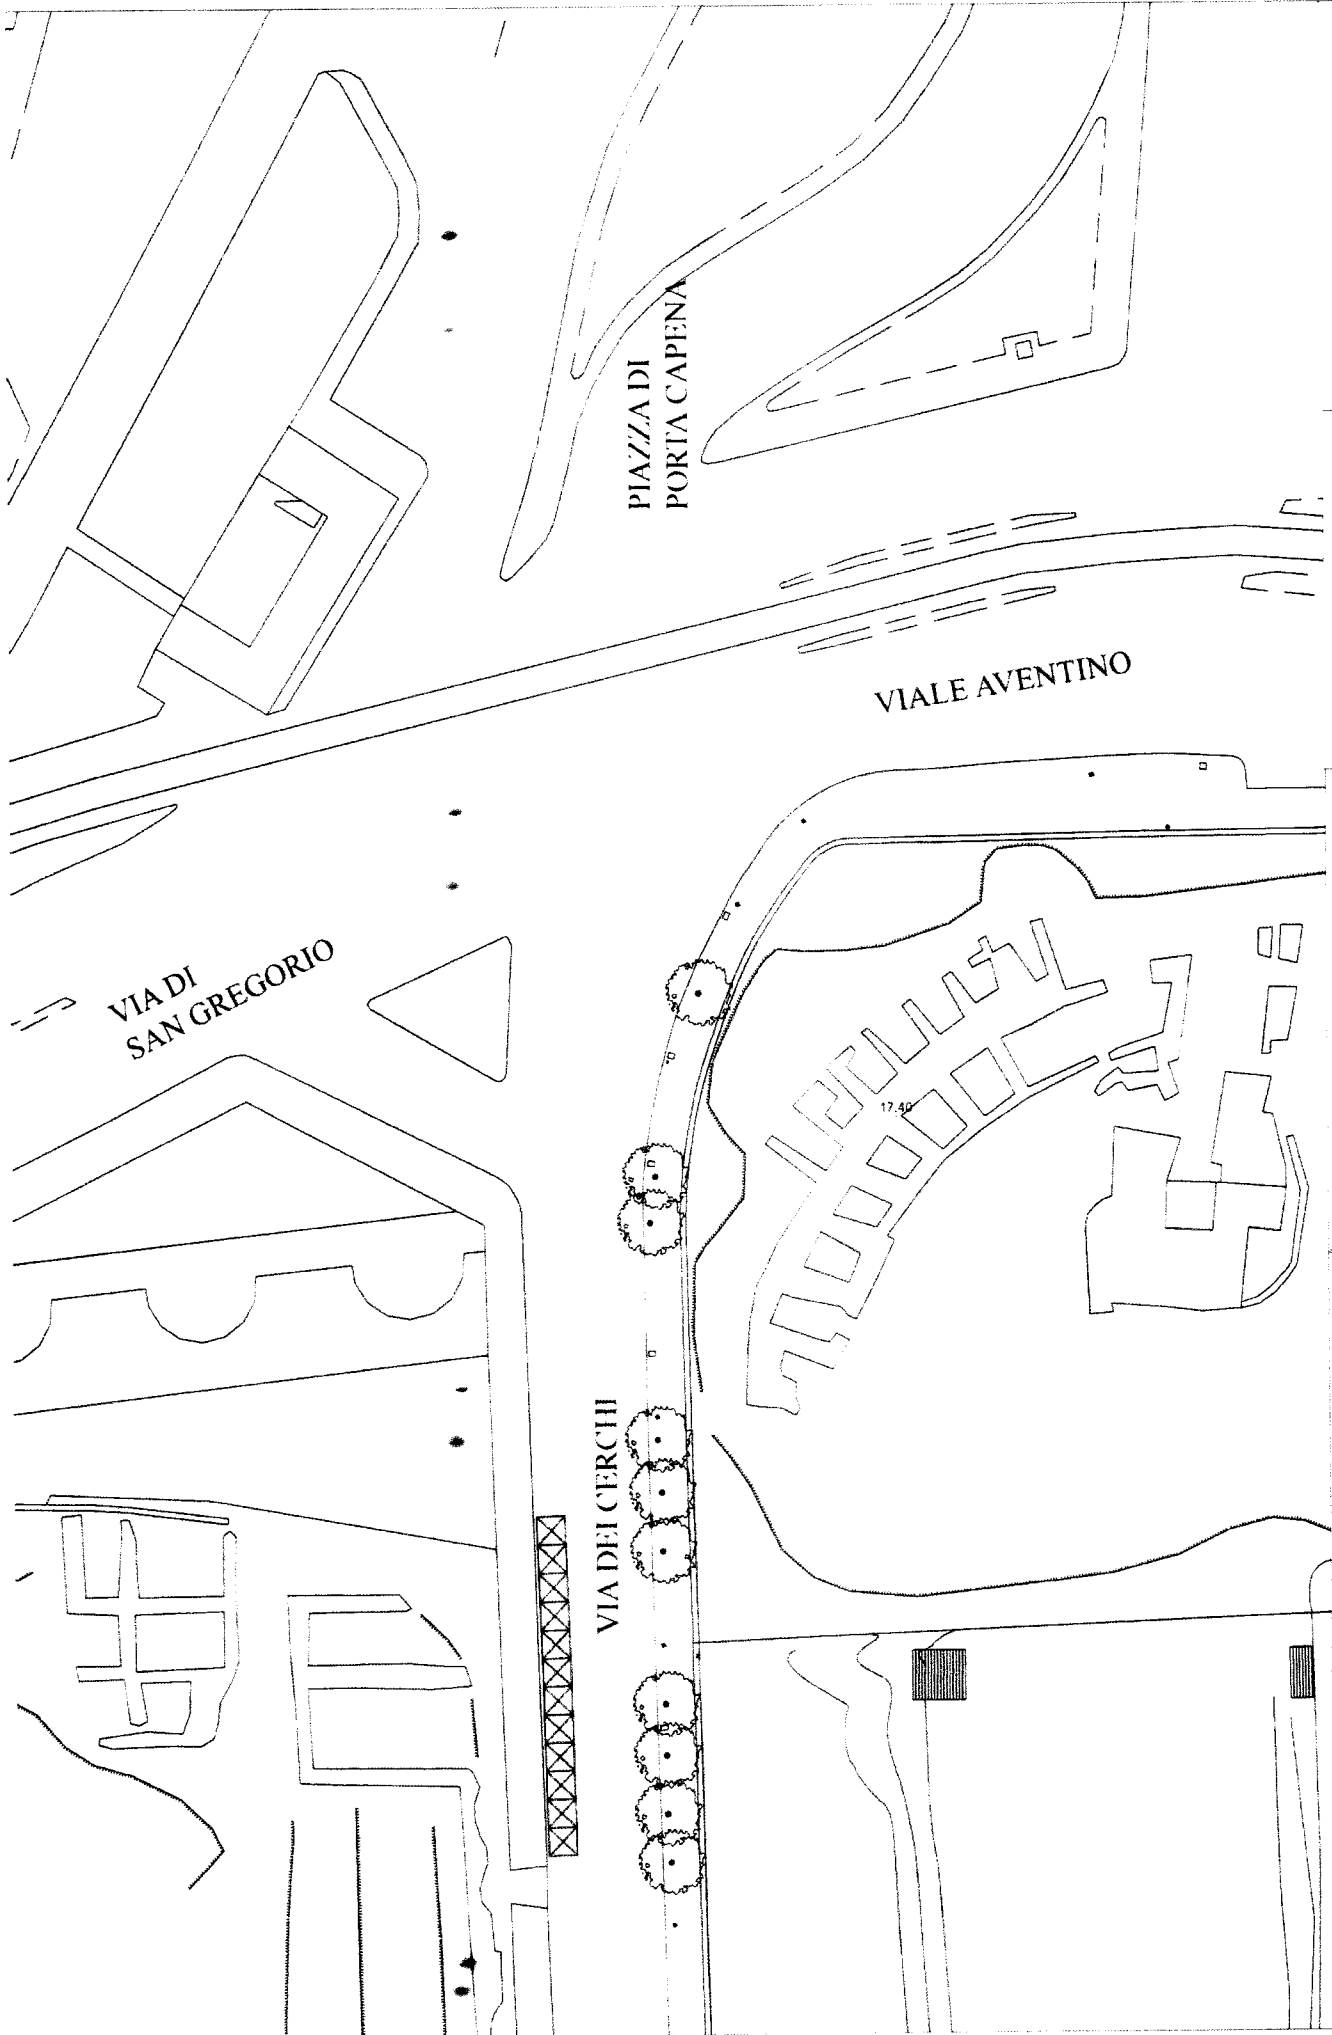 PIAZZA DI
PORTA CAPENA
VIALE AVENTINO
VIA DI
SAN GREGORIO
17.40
VIA DEI CERCHI